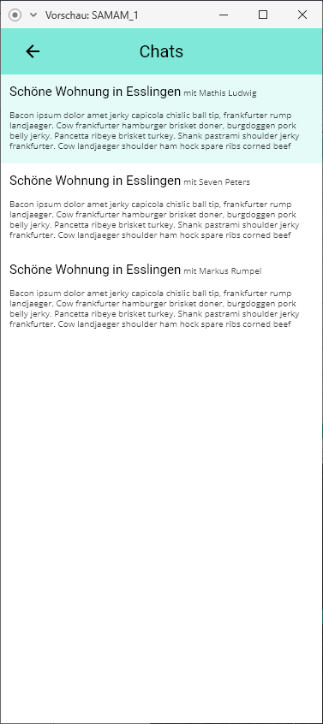 Vorschau: SAMAM_1
Chats
Schöne Wohnung in Esslingen mit Mathis Ludwig
Bacon ipsum dolor amet jerky capicola chislic ball tip, frankfurter rump
landjaeger. Cow frankfurter hamburger brisket doner, burgdoggen pork
belly jerky. Pancetta ribeye brisket turkey. Shank pastrami shoulder jerky
frankfurter. Cow landjaeger shoulder ham hock spare ribs corned beef
Schöne Wohnung in Esslingen mit Seven Peters
Bacon ipsum dolor amet jerky capicola chislic ball tip, frankfurter rump
landjaeger. Cow frankfurter hamburger brisket doner, burgdoggen pork
belly jerky. Pancetta ribeye brisket turkey. Shank pastrami shoulder jerky
frankfurter. Cow landjaeger shoulder ham hock spare ribs corned beef
Schöne Wohnung in Esslingen mit Markus Rumpel
Bacon ipsum dolor amet jerky capicola chislic ball tip, frankfurter rump
landjaeger. Cow frankfurter hamburger brisket doner, burgdoggen pork
belly jerky. Pancetta ribeye brisket turkey. Shank pastrami shoulder jerky
frankfurter. Cow landjaeger shoulder ham hock spare ribs corned beef